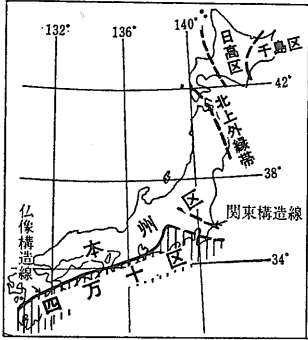 132°
136°
140°
日高区
千島区
42°
北上外縁帯
38°
関東構造線
本州区
仏像構造線
34°
四万十区